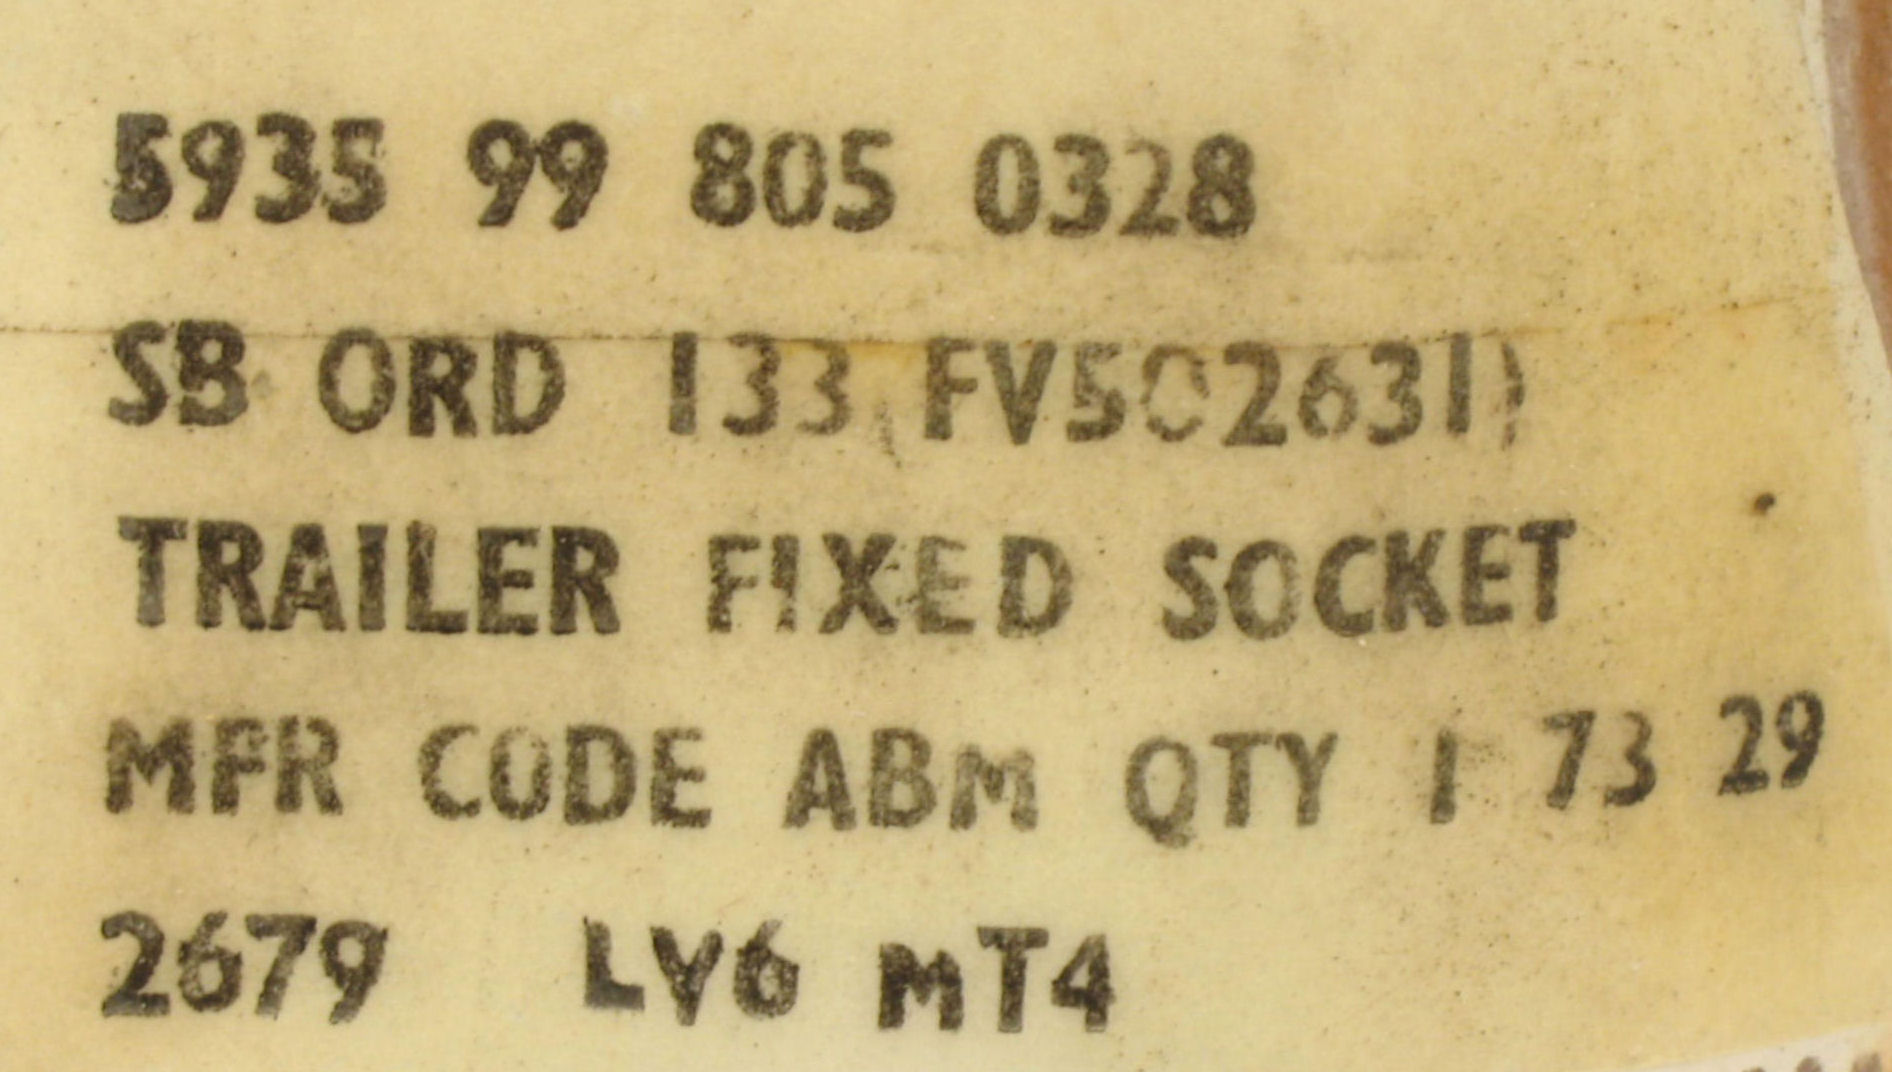 5935 99 805 0328
SB ORD 133 (FV502631)
TRAILER FIXED SOCKET
MFR CODE ABM QTY 1 73 29
2679 LV6 MT4